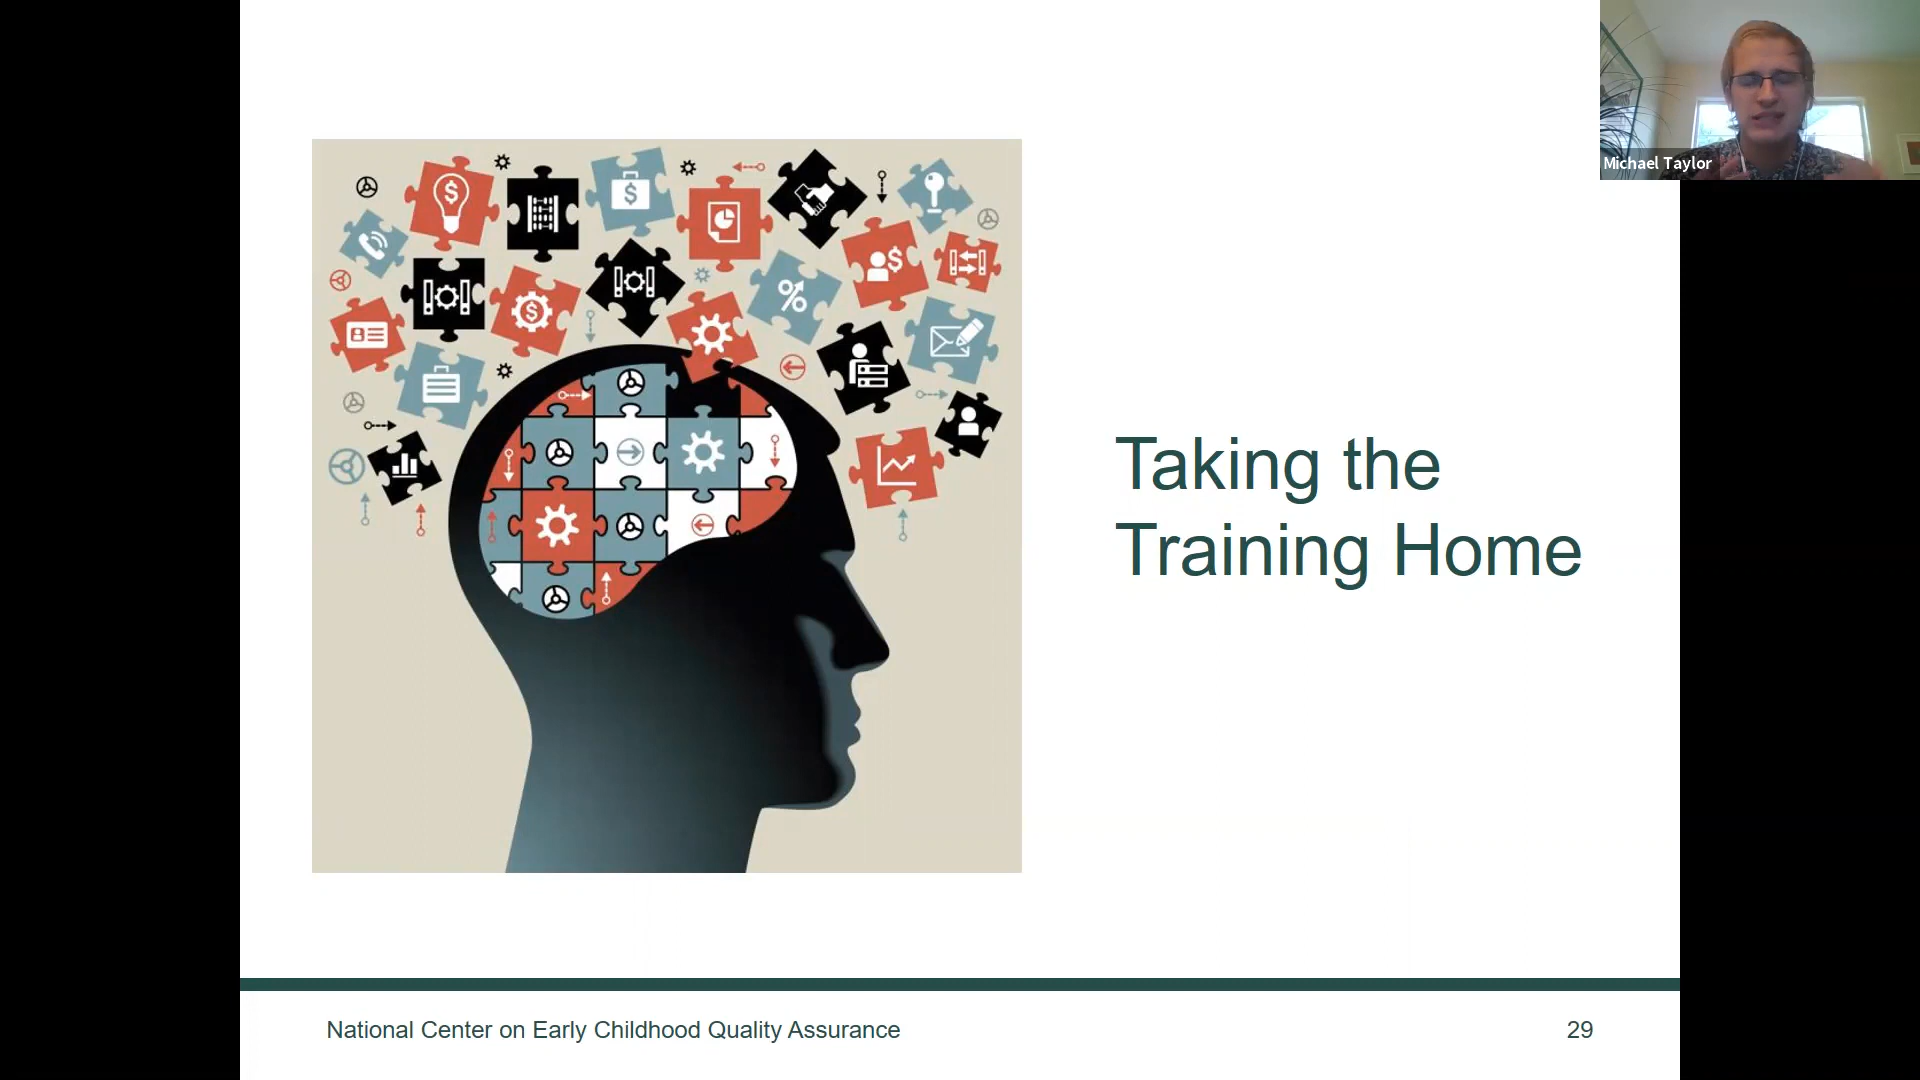 Michael Taylor
Taking the
Training Home
$
$
$
$
%
National Center on Early Childhood Quality Assurance
29